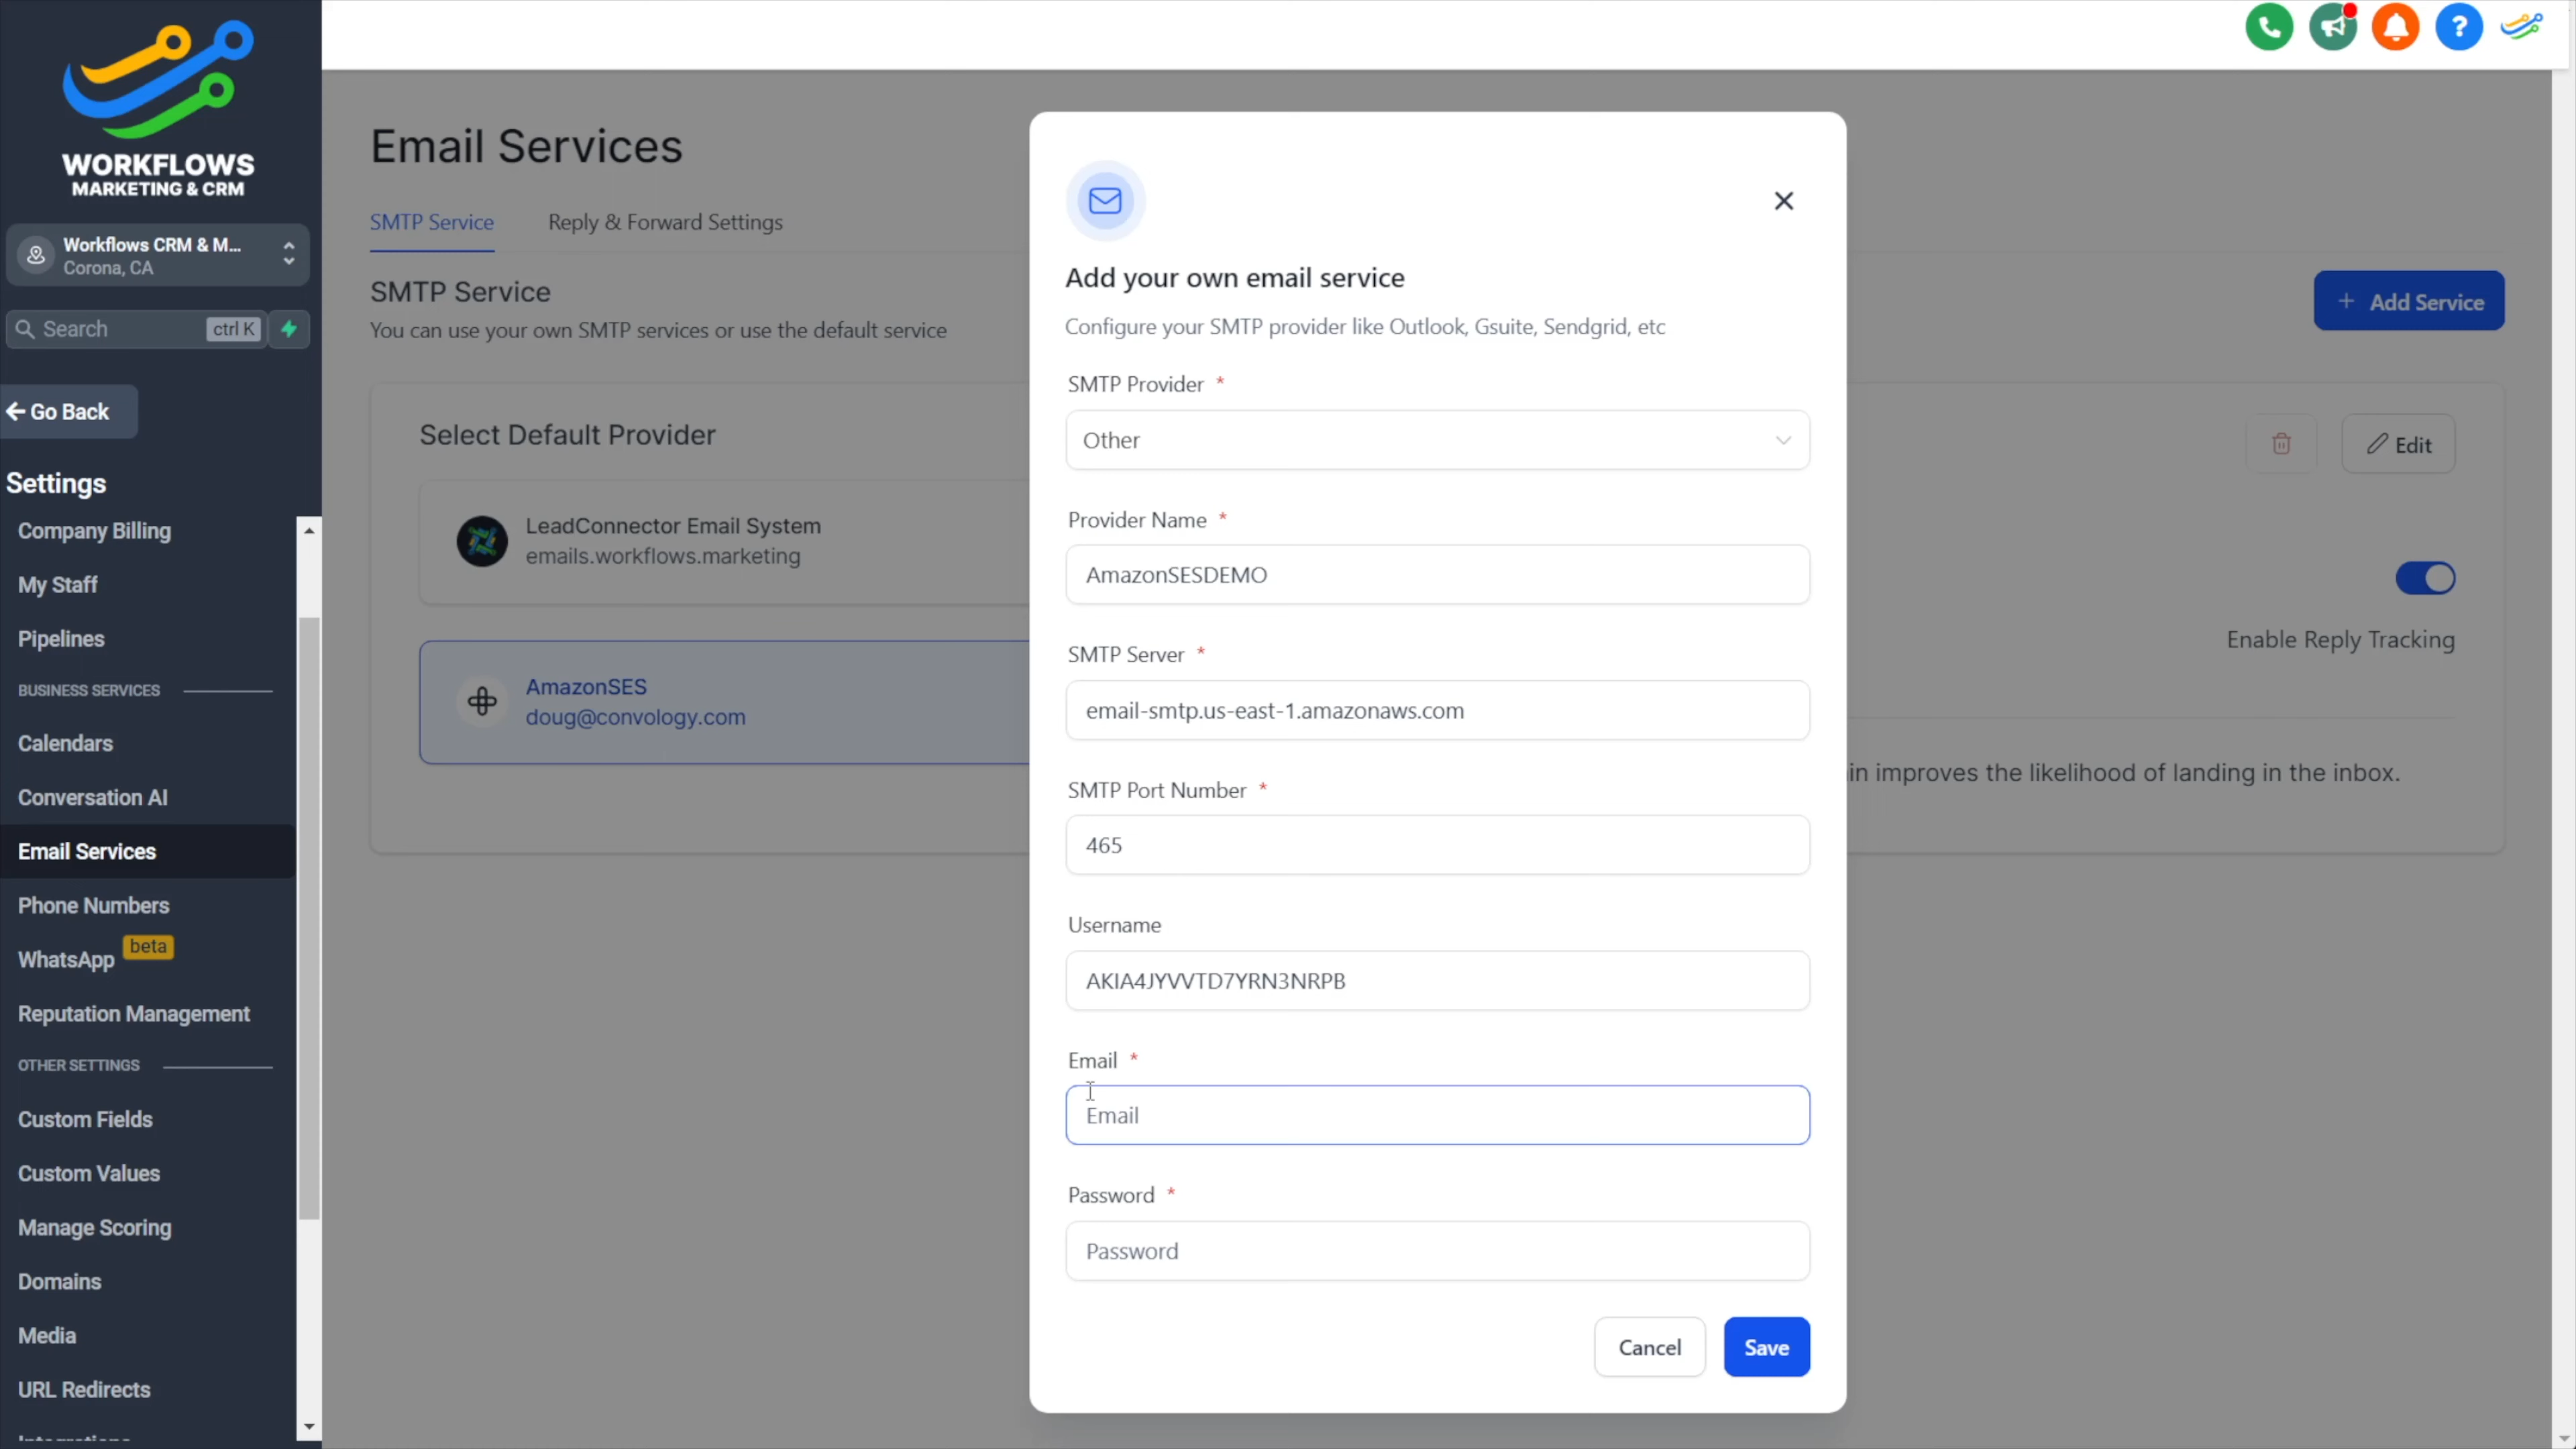 WORKFLOWS
MARKETING & CRM
Workflows CRM & M...
Corona, CA
Search
ctrl K
Go Back
Settings
Company Billing
My Staff
Pipelines
BUSINESS SERVICES
Calendars
Conversation AI
Email Services
Phone Numbers
WhatsApp beta
Reputation Management
OTHER SETTINGS
Custom Fields
Custom Values
Manage Scoring
Domains
Media
URL Redirects
Email Services
SMTP Service
Reply & Forward Settings
SMTP Service
You can use your own SMTP services or use the default service
+ Add Service
Select Default Provider
Edit
LeadConnector Email System
emails.workflows.marketing
AmazonSES
doug@convology.com
Enable Reply Tracking
in improves the likelihood of landing in the inbox.
Add your own email service
Configure your SMTP provider like Outlook, Gsuite, Sendgrid, etc
SMTP Provider *
Other
Provider Name *
AmazonSESDEMO
SMTP Server *
email-smtp.us-east-1.amazonaws.com
SMTP Port Number *
465
Username
AKIA4JYVVTD7YRN3NRPB
Email *
Email
Password *
Password
Cancel
Save